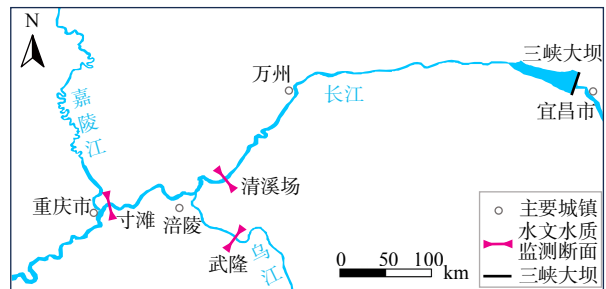 N
三峡大坝
万州
长江
宜昌市
嘉陵江
清溪场
重庆市
寸滩
涪陵
武隆
乌江
0 50 100
km
主要城镇
水文水质
监测断面
三峡大坝